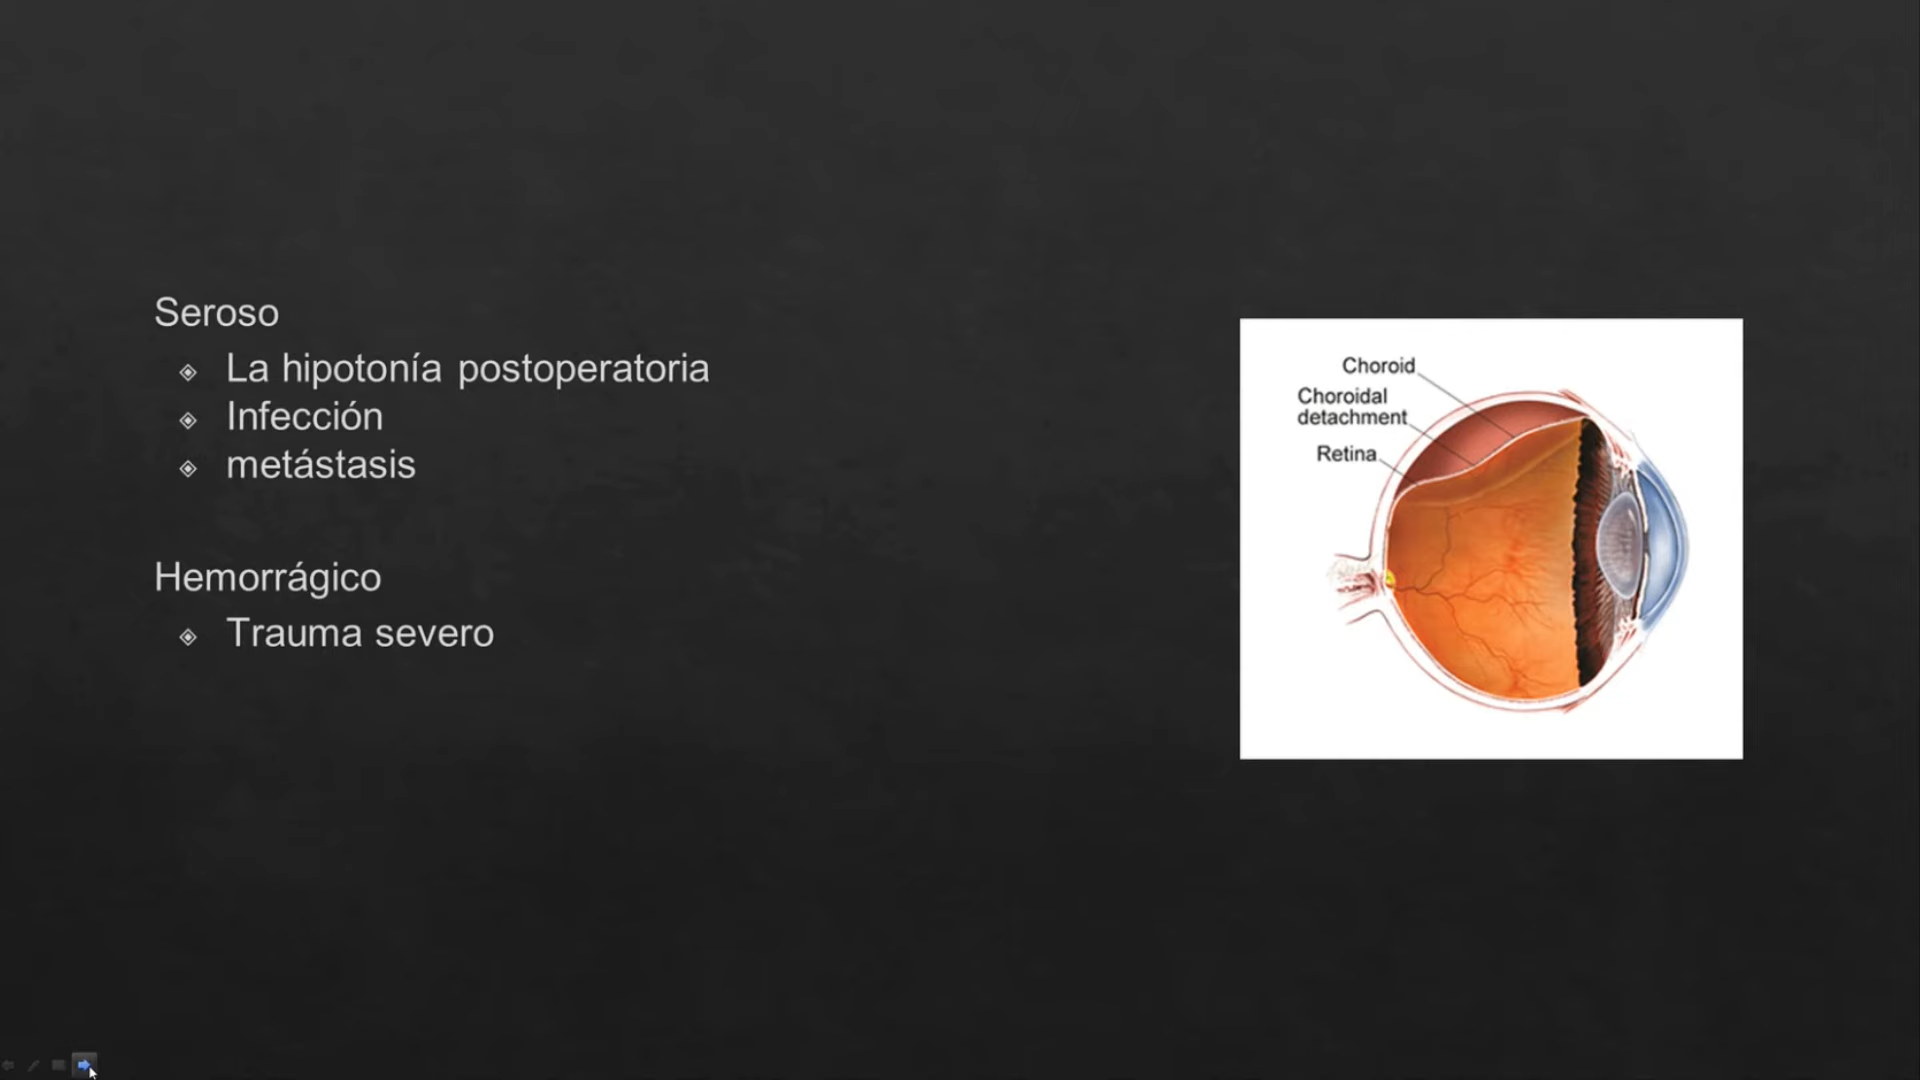 Seroso
La hipotonía postoperatoria
Infección
metástasis
Hemorrágico
Trauma severo
Choroid
Choroidal
detachment
Retina